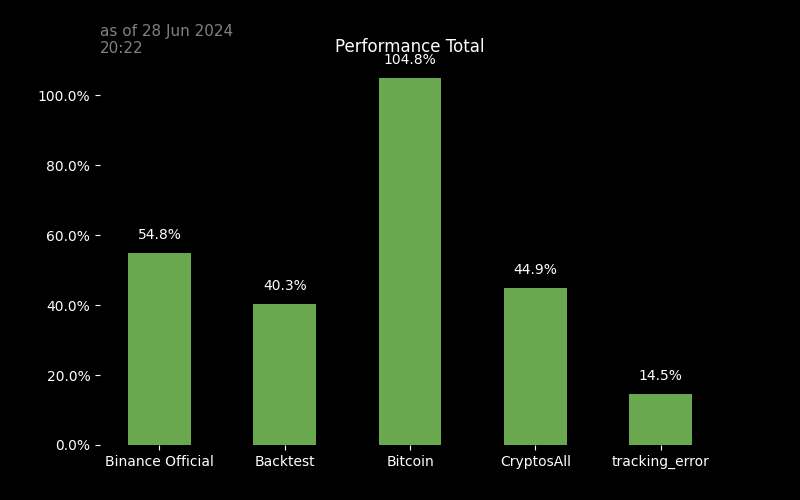 as of 28 Jun 2024
20:22
Performance Total
104.8%
100.0%
80.0%
60.0%
54.8%
44.9%
40.3%
40.0%
20.0%
14.5%
0.0%
Binance Official
Backtest
Bitcoin
CryptosAll
tracking_error